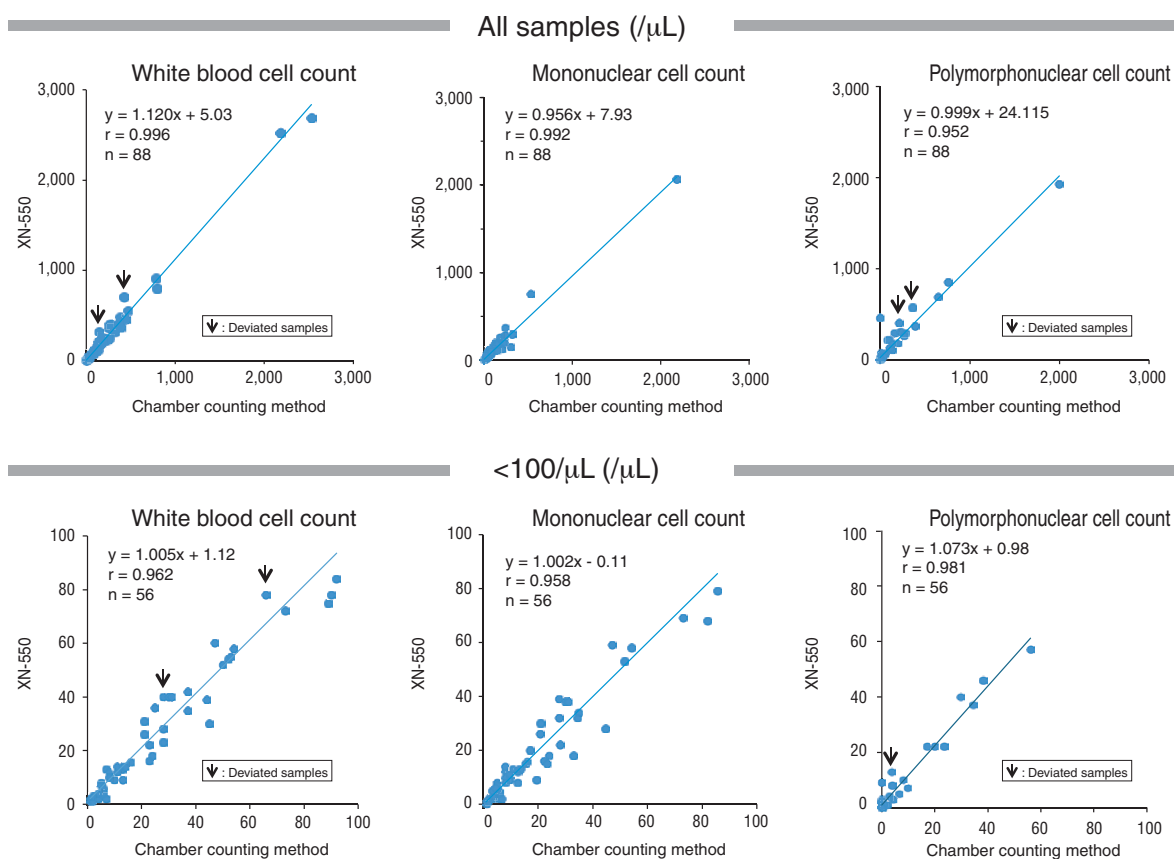 All samples (/μL)
White blood cell count
3,000
y = 1.120x + 5.03
r = 0.996
n = 88
2,000
XN-550
1,000
↓ : Deviated samples
0
0 1,000 2,000 3,000
Chamber counting method
Mononuclear cell count
3,000
y = 0.956x + 7.93
r = 0.992
n = 88
2,000
XN-550
1,000
0
0 1,000 2,000 3,000
Chamber counting method
Polymorphonuclear cell count
3,000
y = 0.999x + 24.115
r = 0.952
n = 88
2,000
XN-550
1,000
↓ : Deviated samples
0
0 1,000 2,000 3,000
Chamber counting method
<100/μL (/μL)
White blood cell count
100
y = 1.005x + 1.12
r = 0.962
n = 56
80
60
XN-550
40
20
↓ : Deviated samples
0
0 20 40 60 80 100
Chamber counting method
Mononuclear cell count
100
y = 1.002x - 0.11
r = 0.958
n = 56
80
60
XN-550
40
20
0
0 20 40 60 80 100
Chamber counting method
Polymorphonuclear cell count
100
y = 1.073x + 0.98
r = 0.981
n = 56
80
60
XN-550
40
20
↓ : Deviated samples
0
0 20 40 60 80 100
Chamber counting method